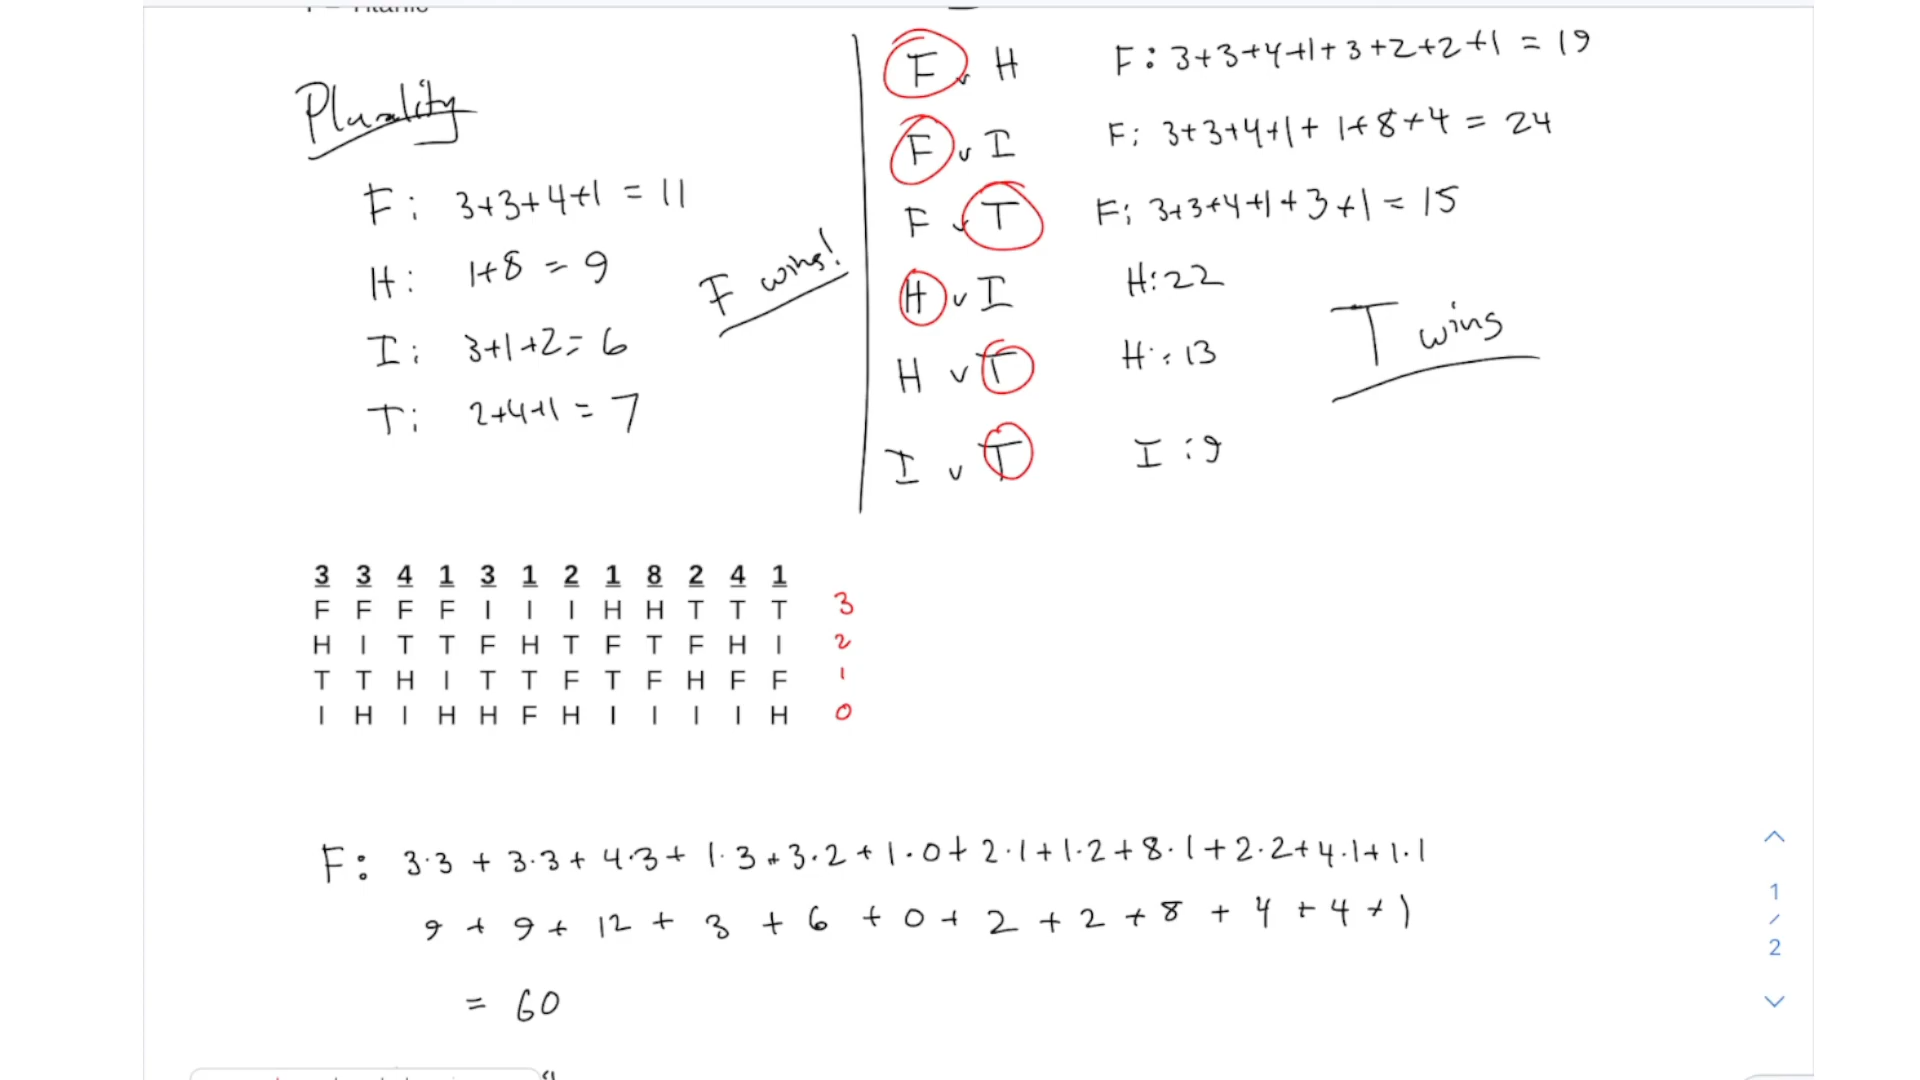 Plurality
F: 3+3+4+1 = 11
H: 1+8 = 9
I: 3+1+2= 6
T: 2+4+1 = 7
F wins!
F v H F: 3+3+4+1+3+2+2+1 = 19
F v I F: 3+3+4+1+ 1+8+4 = 24
F v T F: 3+3+4+1+3+1 = 15
H v I H: 22
H v T H: 13
I v T I: 9
T wins
3 3 4 1 3 1 2 1 8 2 4 1
F F F F I I I H H T T T 3
H I T T F H T F T F H I 2
T T H I T T F T F H F F 1
I H I H H F H I I I I H 0
F: 3·3 + 3·3 + 4·3 + 1·3 + 3·2 + 1·0 + 2·1 + 1·2 + 8·1 + 2·2 + 4·1 + 1·1
9 + 9 + 12 + 3 + 6 + 0 + 2 + 2 + 8 + 4 + 4 + 1
= 60
1
/
2